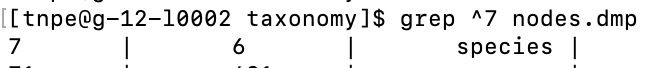 [[tnpe@g-12-l0002 taxonomy]$ grep ^7 nodes.dmp
7 | 6 | species |